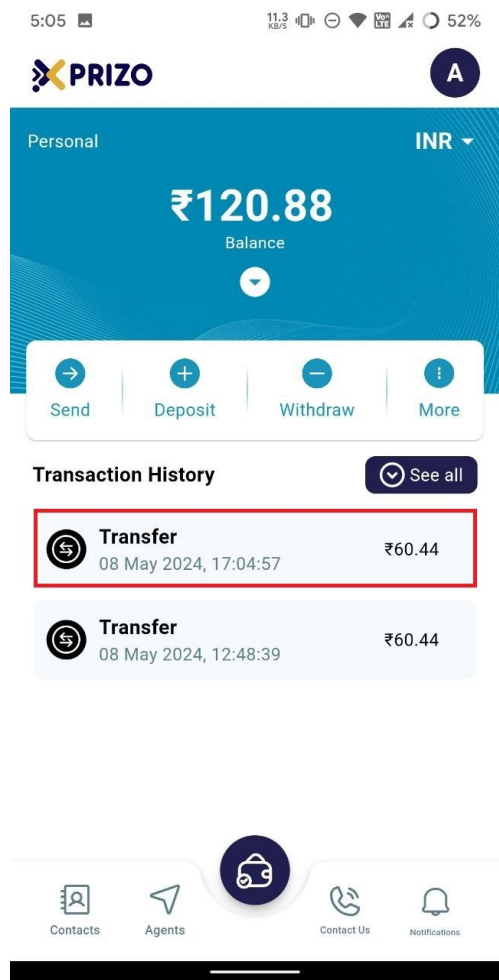 5:05 11.3 KB/S VoD LTE 52%
PRIZO A
Personal INR
₹120.88
Balance
Send Deposit Withdraw More
Transaction History See all
Transfer
08 May 2024, 17:04:57 ₹60.44
Transfer
08 May 2024, 12:48:39 ₹60.44
Contacts Agents Contact Us Notifications